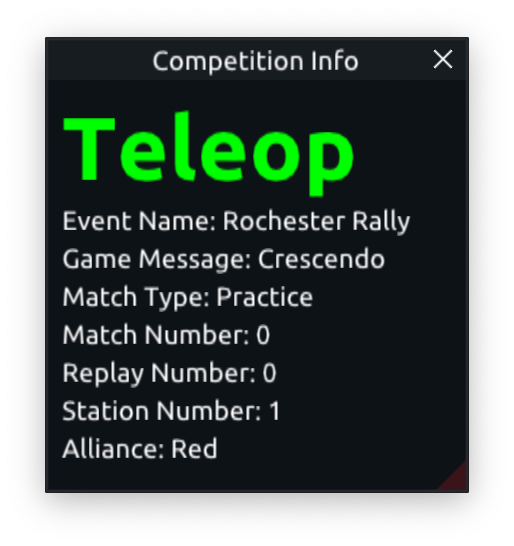 Competition Info
Teleop
Event Name: Rochester Rally
Game Message: Crescendo
Match Type: Practice
Match Number: 0
Replay Number: 0
Station Number: 1
Alliance: Red